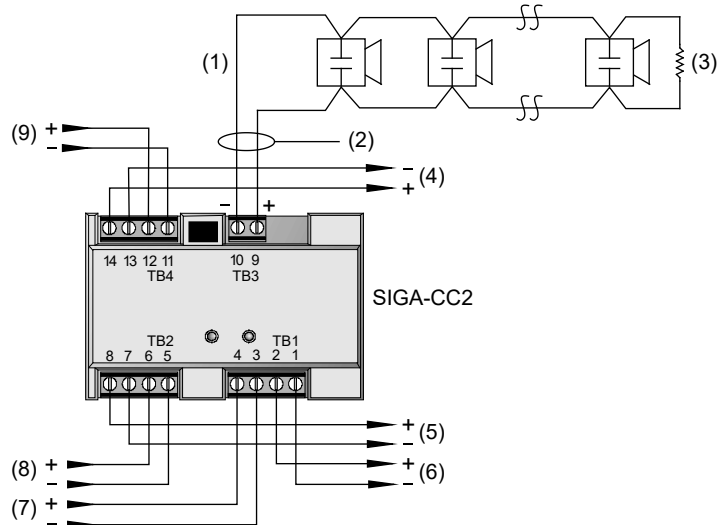 (1)
(3)
(2)
(9) +
−
− (4)
+
− +
14 13 12 11 10 9
TB4 TB3
SIGA-CC2
TB2 TB1
8 7 6 5 4 3 2 1
+ (5)
−
(8) + + (6)
− −
(7) +
−